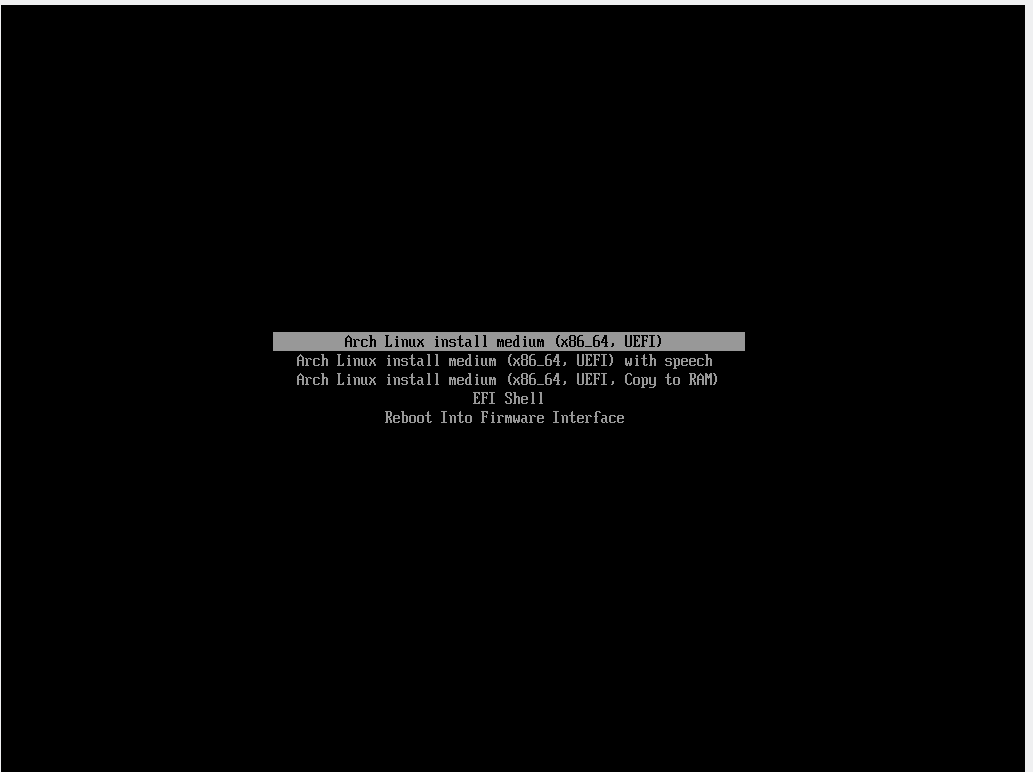 Arch Linux install medium (x86_64, UEFI)
Arch Linux install medium (x86_64, UEFI) with speech
Arch Linux install medium (x86_64, UEFI, Copy to RAM)
EFI Shell
Reboot Into Firmware Interface